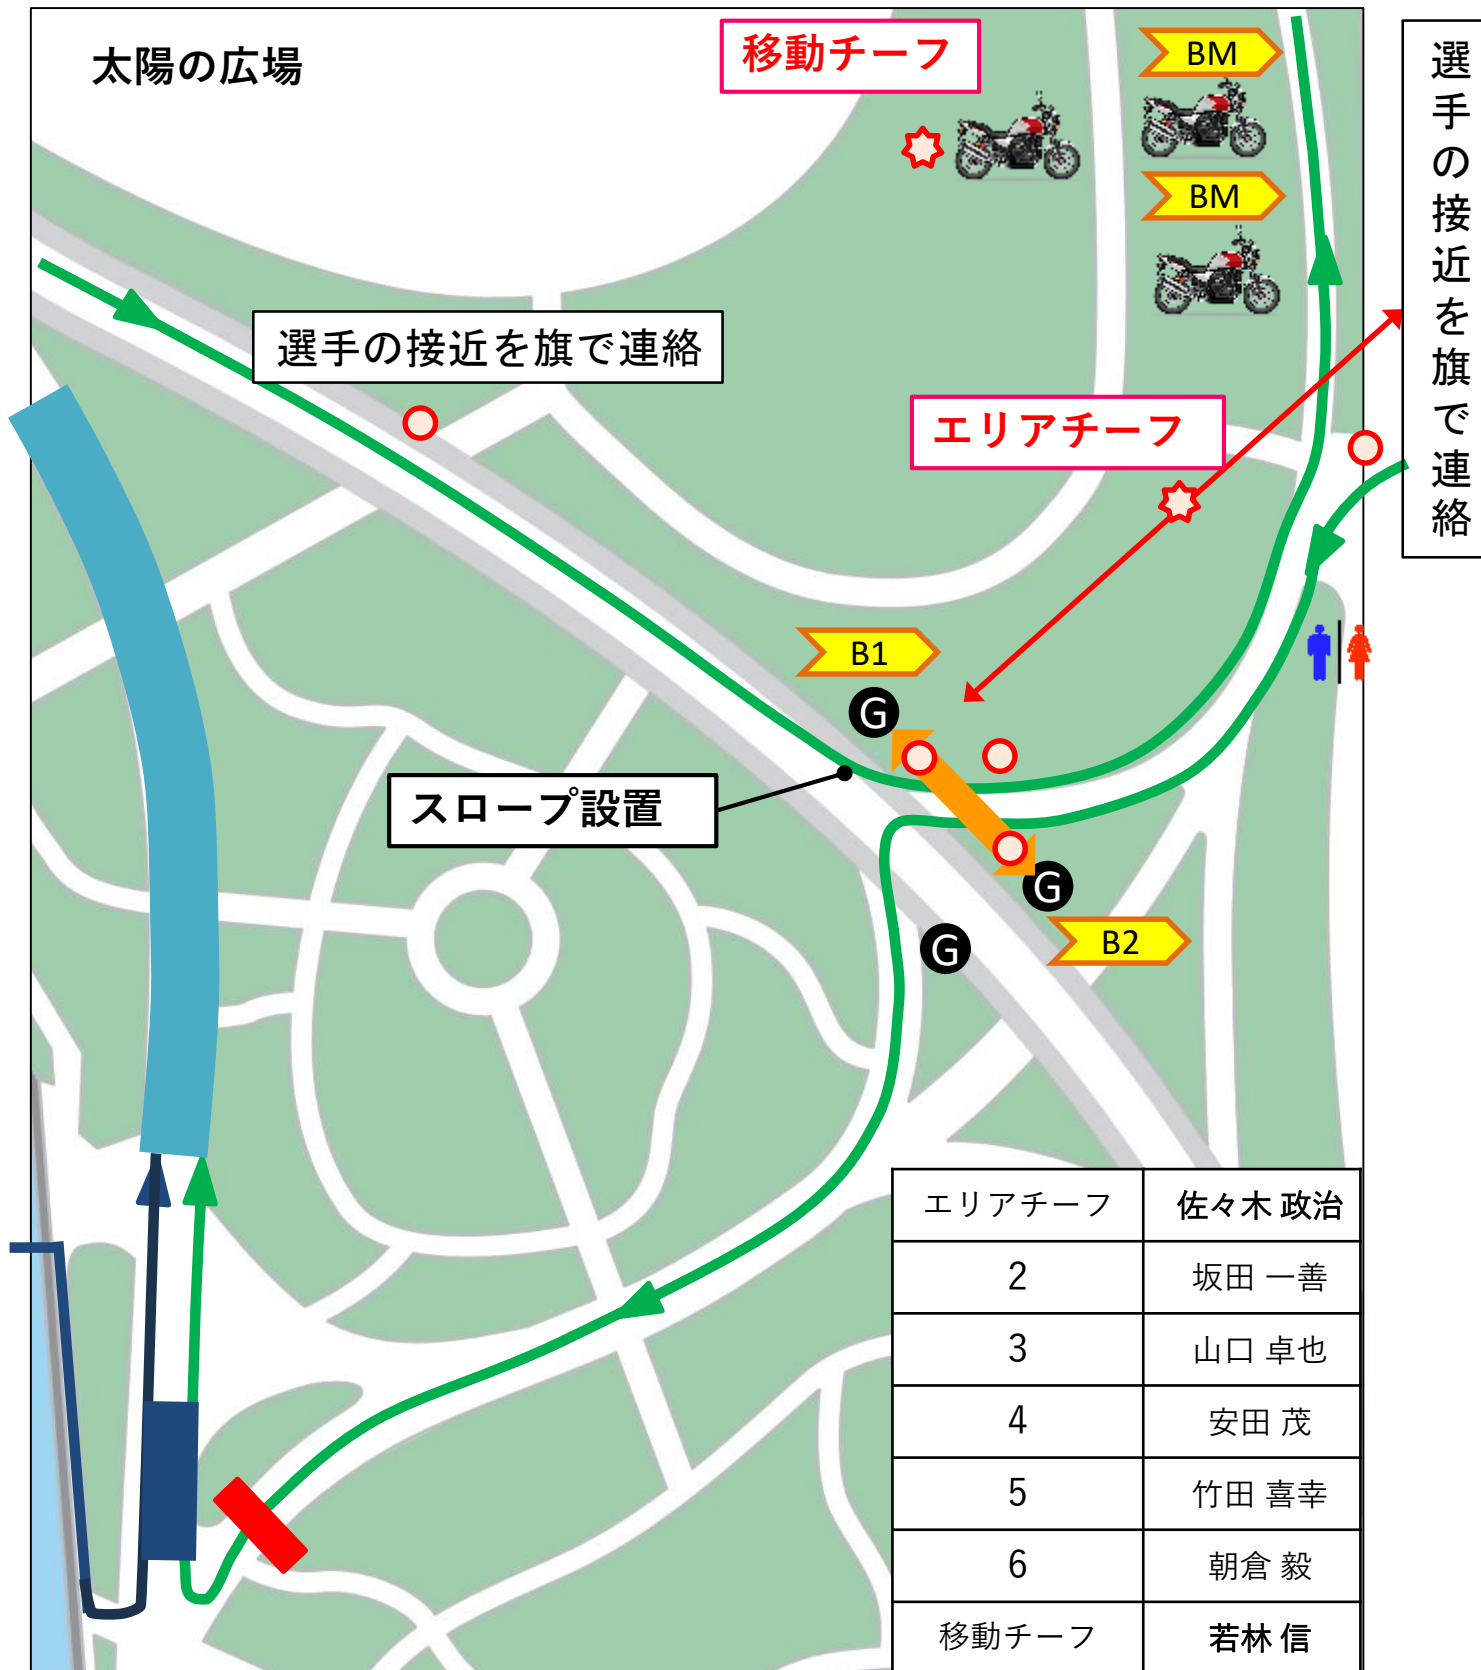 太陽の広場
移動チーフ
BM
BM
選手の接近を旗で連絡
選手の接近を旗で連絡
エリアチーフ
B1
G
スロープ設置
G
G
B2
エリアチーフ 佐々木 政治
2 坂田 一善
3 山口 卓也
4 安田 茂
5 竹田 喜幸
6 朝倉 毅
移動チーフ 若林 信